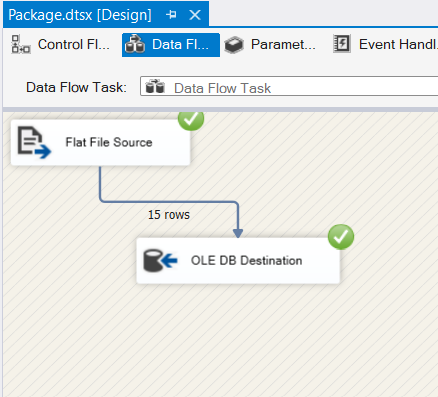 Package.dtsx [Design]
Control Fl... Data Fl... Paramet... Event Handl.
Data Flow Task: Data Flow Task
Flat File Source
15 rows
OLE DB Destination